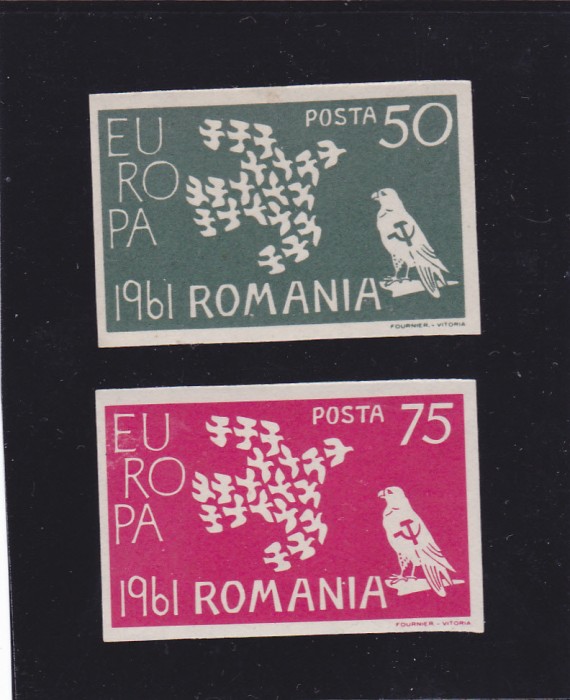 EU
RO
PA
POSTA 50
1961 ROMANIA
FOURNIER. - VITORIA
EU
RO
PA
POSTA 75
1961 ROMANIA
FOURNIER. - VITORIA